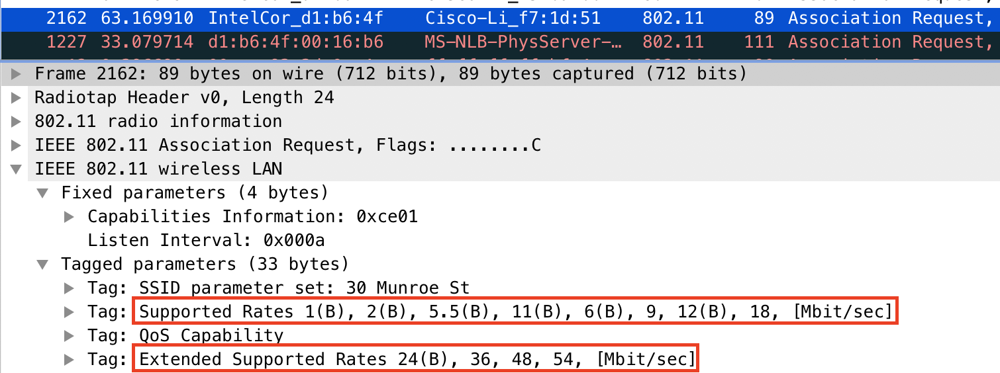 2162 63.169910 IntelCor_d1:b6:4f Cisco-Li_f7:1d:51 802.11 89 Association Request,
1227 33.079714 d1:b6:4f:00:16:b6 MS-NLB-PhysServer-… 802.11 111 Association Request,
Frame 2162: 89 bytes on wire (712 bits), 89 bytes captured (712 bits)
Radiotap Header v0, Length 24
802.11 radio information
IEEE 802.11 Association Request, Flags: ........C
IEEE 802.11 wireless LAN
Fixed parameters (4 bytes)
Capabilities Information: 0xce01
Listen Interval: 0x000a
Tagged parameters (33 bytes)
Tag: SSID parameter set: 30 Munroe St
Tag: Supported Rates 1(B), 2(B), 5.5(B), 11(B), 6(B), 9, 12(B), 18, [Mbit/sec]
Tag: QoS Capability
Tag: Extended Supported Rates 24(B), 36, 48, 54, [Mbit/sec]